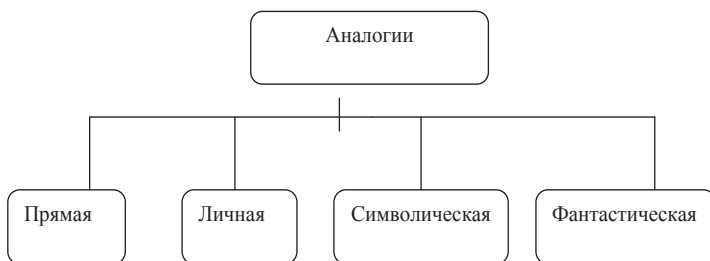 Аналогии
Прямая
Личная
Символическая
Фантастическая